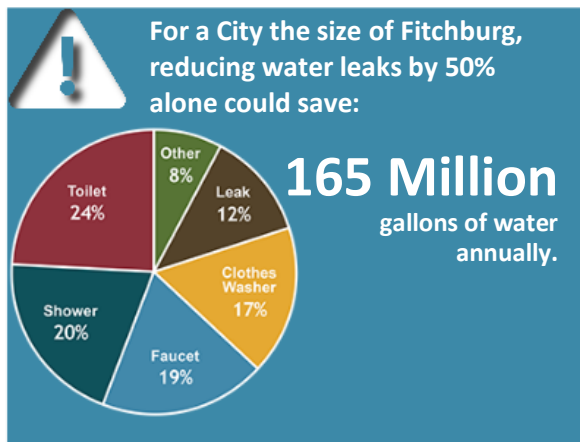 !
For a City the size of Fitchburg,
reducing water leaks by 50%
alone could save:
165 Million
gallons of water
annually.
Other
8%
Leak
12%
Clothes
Washer
17%
Faucet
19%
Shower
20%
Toilet
24%